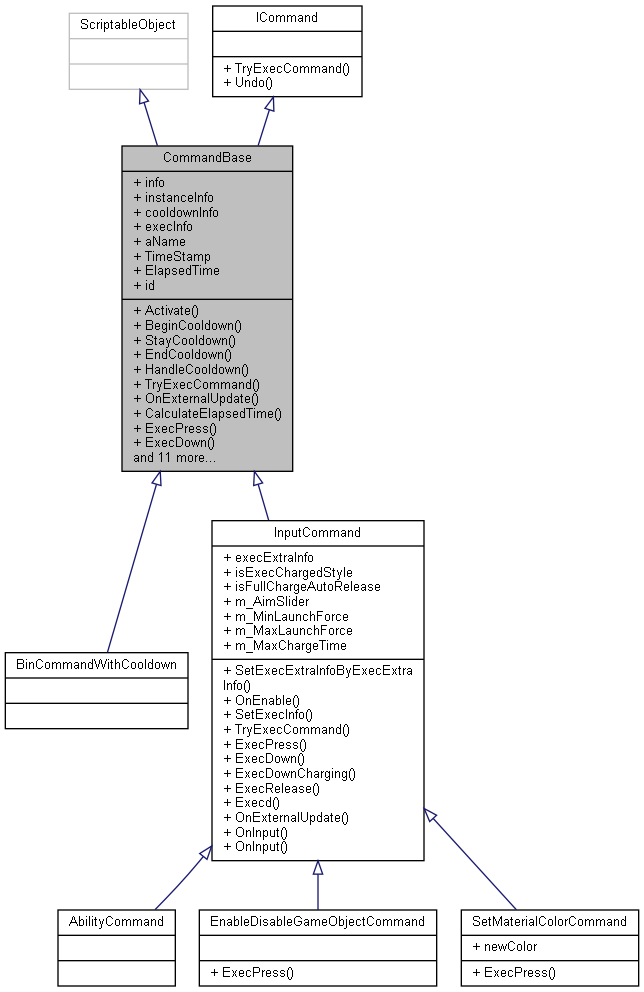 ScriptableObject
ICommand
+ TryExecCommand()
+ Undo()
CommandBase
+ info
+ instanceInfo
+ cooldownInfo
+ execInfo
+ aName
+ TimeStamp
+ ElapsedTime
+ id
+ Activate()
+ BeginCooldown()
+ StayCooldown()
+ EndCooldown()
+ HandleCooldown()
+ TryExecCommand()
+ OnExternalUpdate()
+ CalculateElapsedTime()
+ ExecPress()
+ ExecDown()
and 11 more...
BinCommandWithCooldown
InputCommand
+ execExtraInfo
+ isExecChargedStyle
+ isFullChargeAutoRelease
+ m_AimSlider
+ m_MinLaunchForce
+ m_MaxLaunchForce
+ m_MaxChargeTime
+ SetExecExtraInfoByExecExtra
Info()
+ OnEnable()
+ SetExecInfo()
+ TryExecCommand()
+ ExecPress()
+ ExecDown()
+ ExecDownCharging()
+ ExecRelease()
+ Execd()
+ OnExternalUpdate()
+ OnInput()
+ OnInput()
AbilityCommand
EnableDisableGameObjectCommand
+ ExecPress()
SetMaterialColorCommand
+ newColor
+ ExecPress()